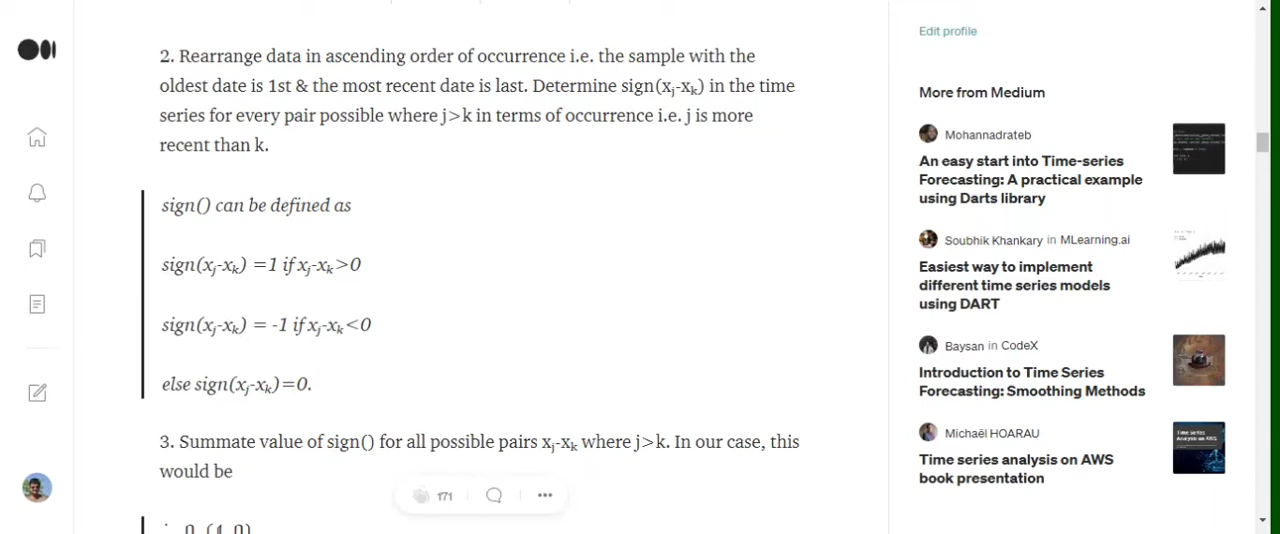 2. Rearrange data in ascending order of occurrence i.e. the sample with the
oldest date is 1st & the most recent date is last. Determine sign(xj-xk) in the time
series for every pair possible where j>k in terms of occurrence i.e. j is more
recent than k.
sign() can be defined as
sign(xj-xk) =1 if xj-xk>0
sign(xj-xk) = -1 if xj-xk<0
else sign(xj-xk)=0.
3. Summate value of sign() for all possible pairs xj-xk where j>k. In our case, this
would be
171
Edit profile
More from Medium
Mohannadrateb
An easy start into Time-series
Forecasting: A practical example
using Darts library
Soubhik Khankary in MLearning.ai
Easiest way to implement
different time series models
using DART
Baysan in CodeX
Introduction to Time Series
Forecasting: Smoothing Methods
Michaël HOARAU
Time series analysis on AWS
book presentation